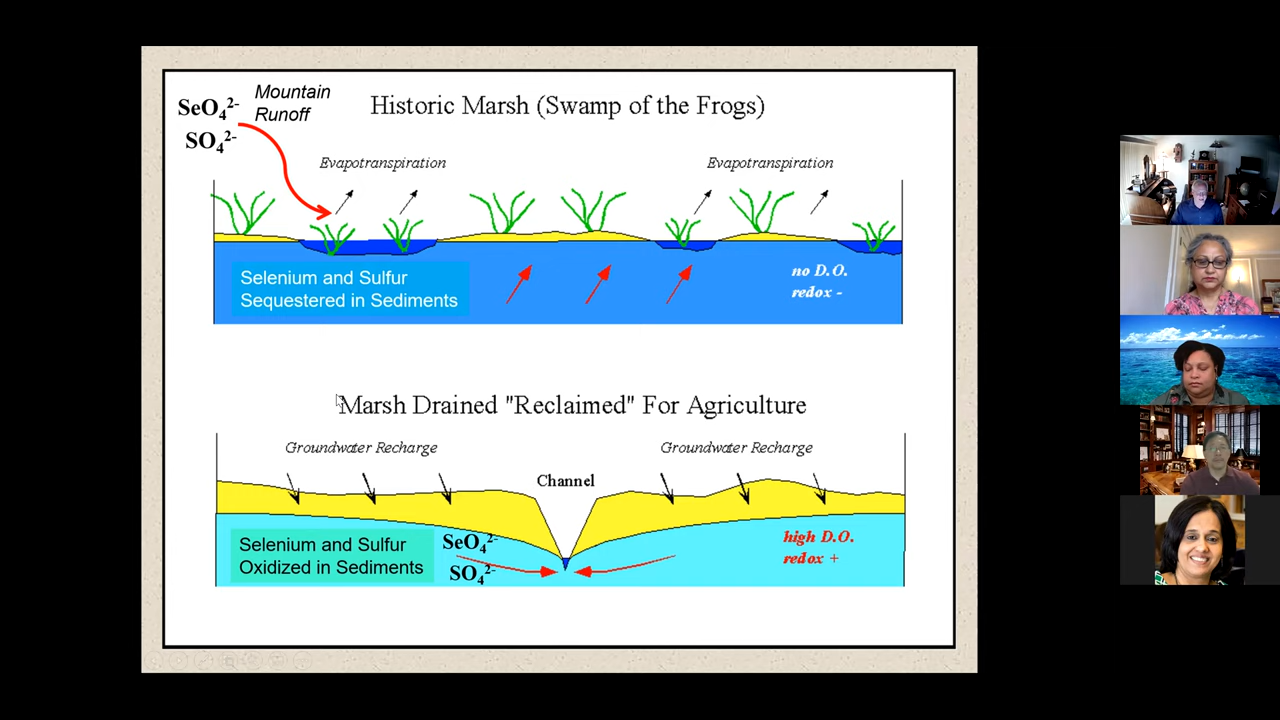 SeO₄²⁻
Mountain
Runoff
SO₄²⁻
Historic Marsh (Swamp of the Frogs)
Evapotranspiration
Evapotranspiration
Selenium and Sulfur
Sequestered in Sediments
no D.O.
redox -
Marsh Drained "Reclaimed" For Agriculture
Groundwater Recharge
Groundwater Recharge
Channel
Selenium and Sulfur
Oxidized in Sediments
SeO₄²⁻
SO₄²⁻
high D.O.
redox +